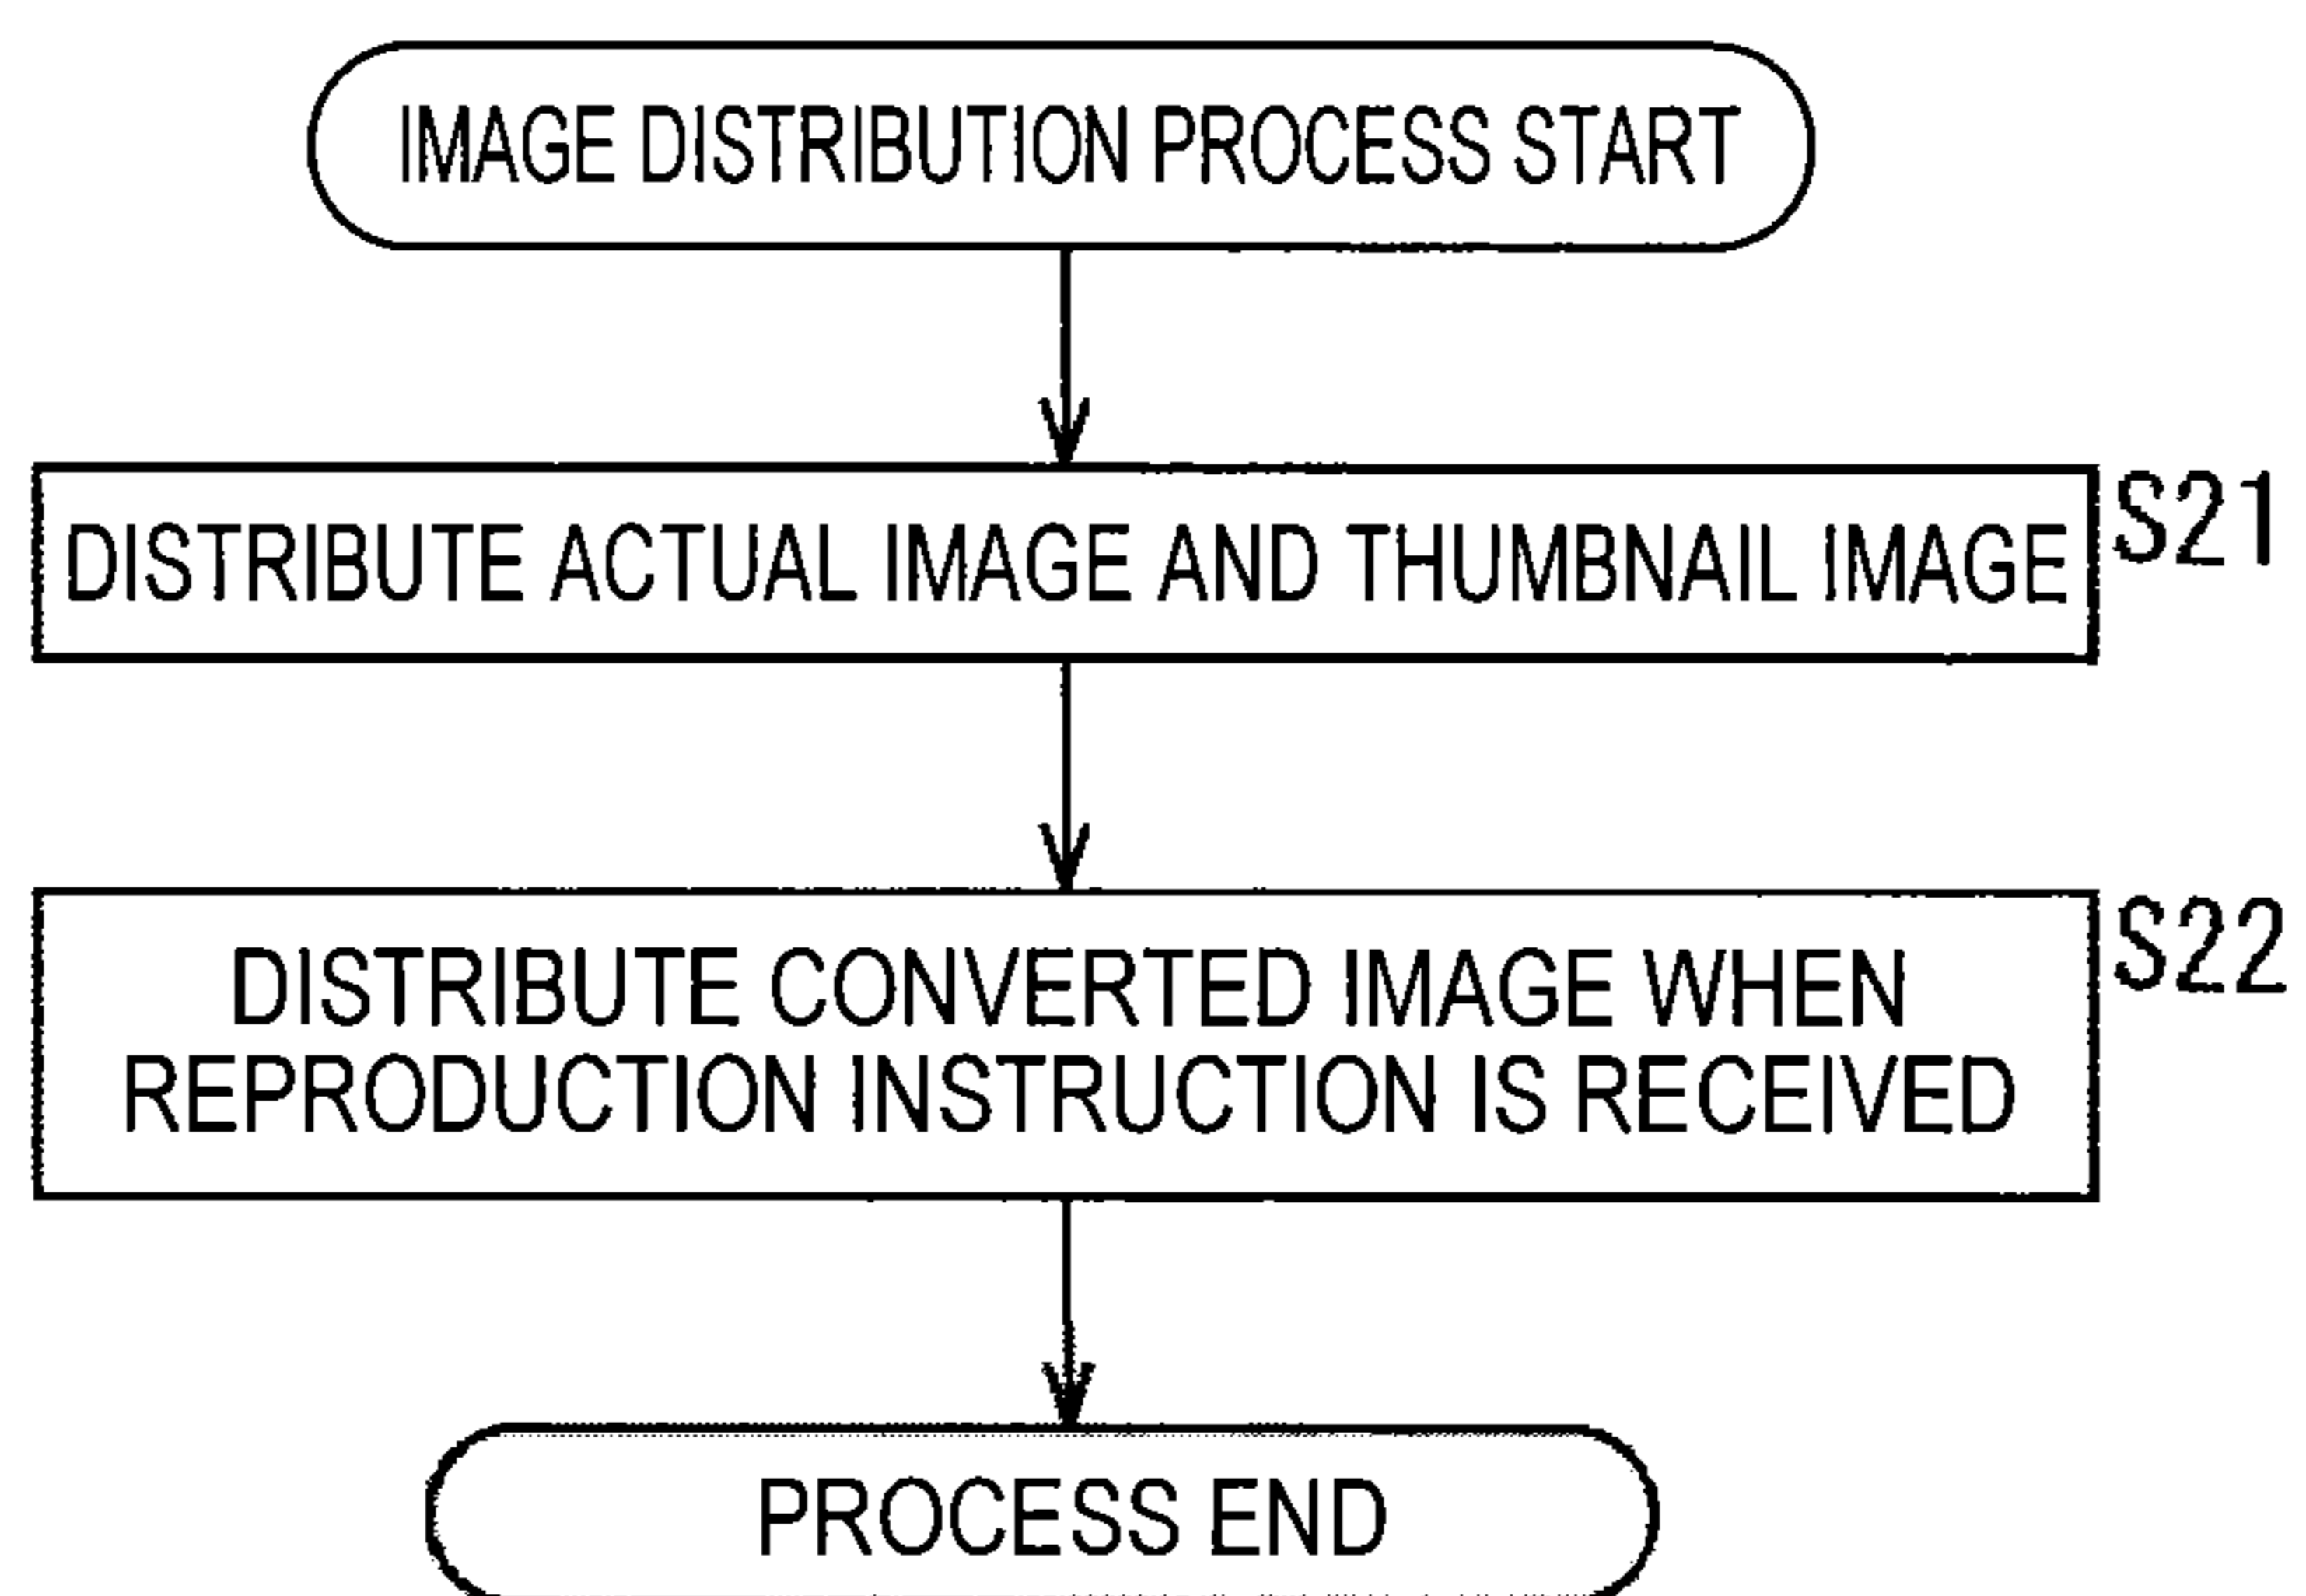 IMAGE DISTRIBUTION PROCESS START
DISTRIBUTE ACTUAL IMAGE AND THUMBNAIL IMAGE
S21
DISTRIBUTE CONVERTED IMAGE WHEN
REPRODUCTION INSTRUCTION IS RECEIVED
S22
PROCESS END